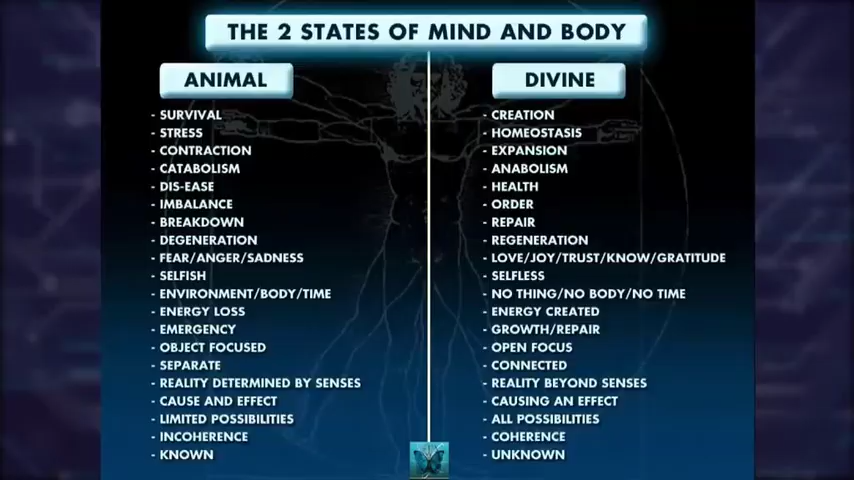 THE 2 STATES OF MIND AND BODY
ANIMAL
- SURVIVAL
- STRESS
- CONTRACTION
- CATABOLISM
- DIS-EASE
- IMBALANCE
- BREAKDOWN
- DEGENERATION
- FEAR/ANGER/SADNESS
- SELFISH
- ENVIRONMENT/BODY/TIME
- ENERGY LOSS
- EMERGENCY
- OBJECT FOCUSED
- SEPARATE
- REALITY DETERMINED BY SENSES
- CAUSE AND EFFECT
- LIMITED POSSIBILITIES
- INCOHERENCE
- KNOWN
DIVINE
- CREATION
- HOMEOSTASIS
- EXPANSION
- ANABOLISM
- HEALTH
- ORDER
- REPAIR
- REGENERATION
- LOVE/JOY/TRUST/KNOW/GRATITUDE
- SELFLESS
- NO THING/NO BODY/NO TIME
- ENERGY CREATED
- GROWTH/REPAIR
- OPEN FOCUS
- CONNECTED
- REALITY BEYOND SENSES
- CAUSING AN EFFECT
- ALL POSSIBILITIES
- COHERENCE
- UNKNOWN